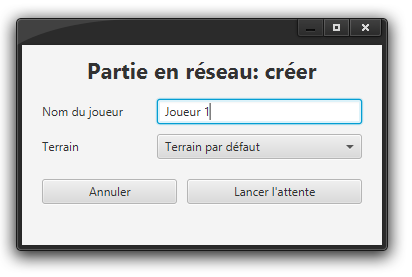 Partie en réseau: créer
Nom du joueur Joueur 1
Terrain Terrain par défaut
Annuler Lancer l'attente